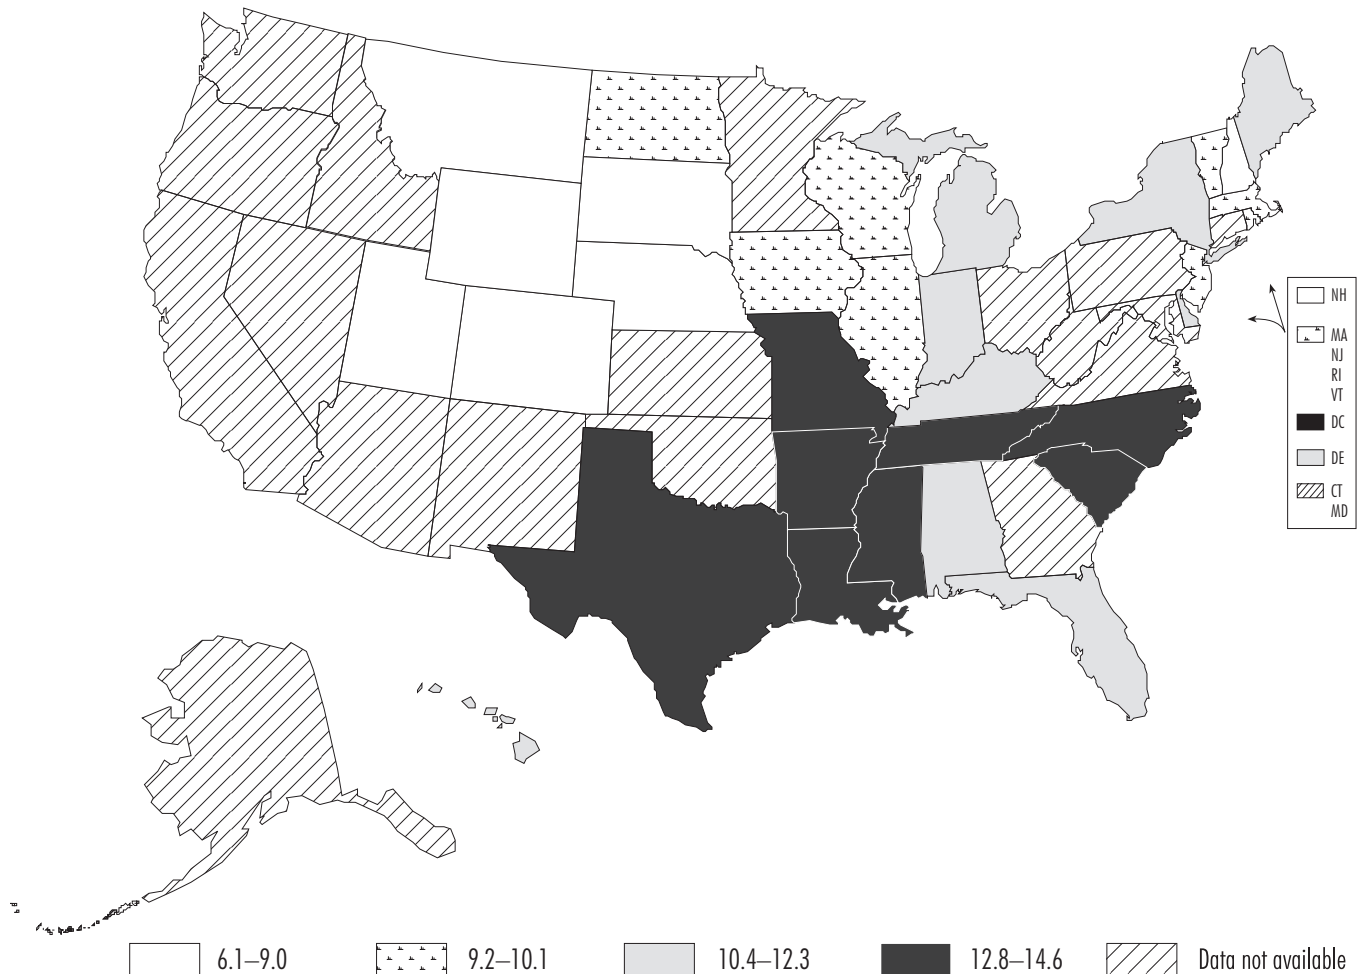 NH
MA
NJ
RI
VT
DC
DE
CT
MD
6.1–9.0 9.2–10.1 10.4–12.3 12.8–14.6 Data not available